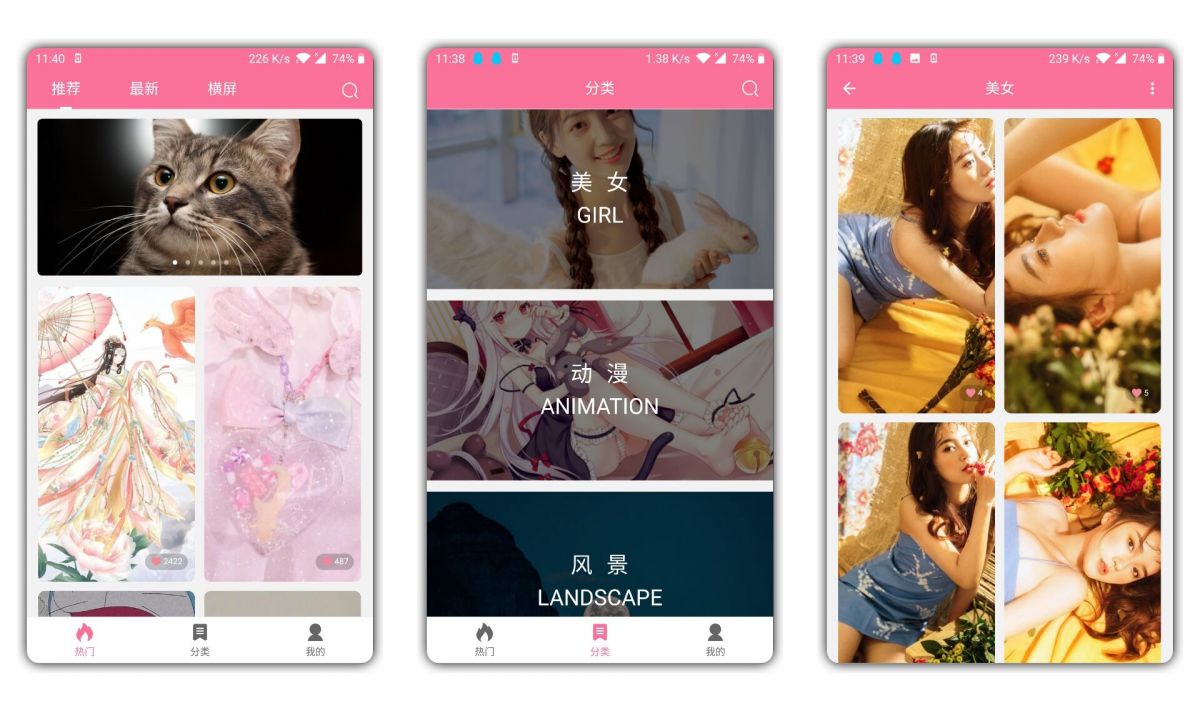 11:40
226 K/s
74%
推荐
最新
横屏
2422
487
热门
分类
我的
11:38
1.38 K/s
74%
分类
美 女
GIRL
动 漫
ANIMATION
风 景
LANDSCAPE
热门
分类
我的
11:39
239 K/s
74%
美女
4
5